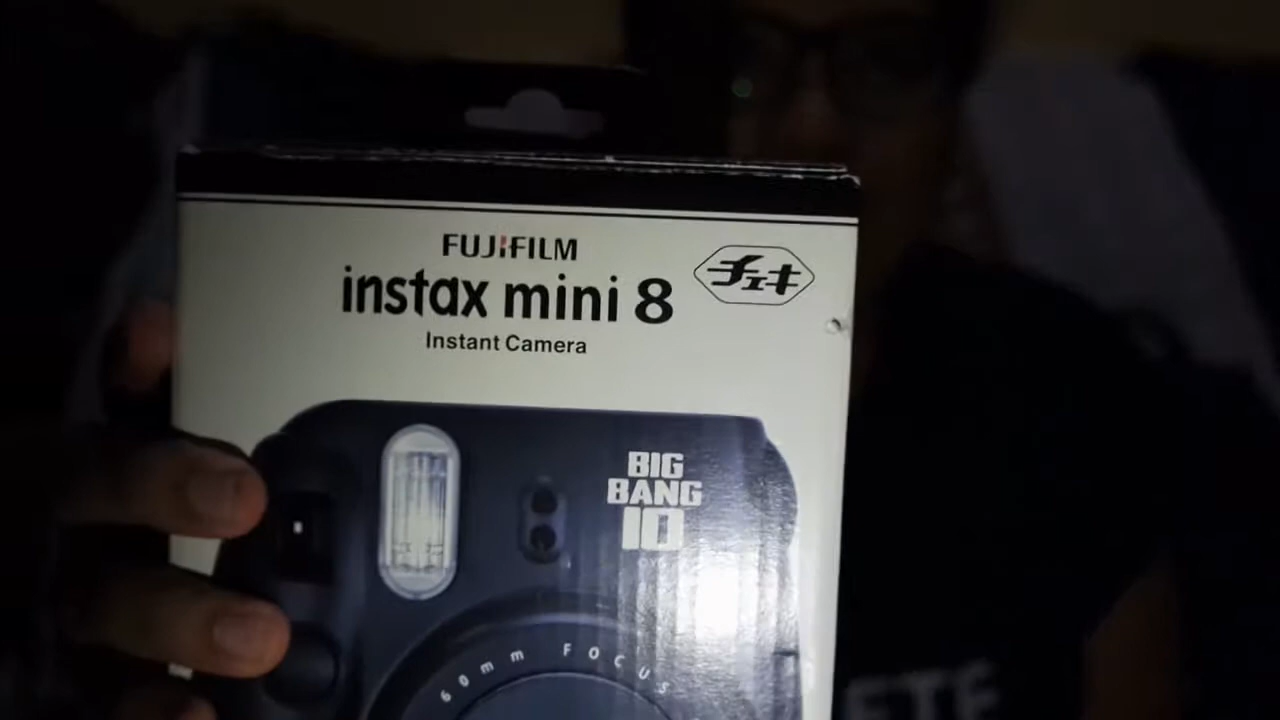 FUJIFILM
instax mini 8
チェキ
Instant Camera
BIG
BANG
10
60mm FOCUS